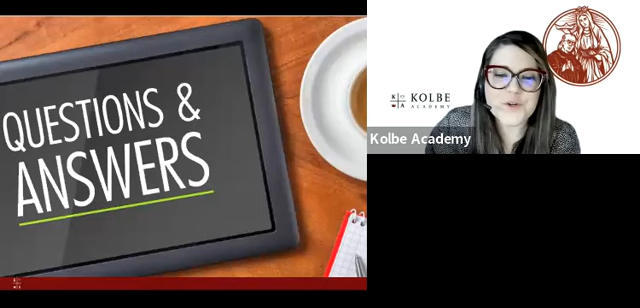 QUESTIONS &
ANSWERS
K A
KOLBE
ACADEMY
Kolbe Academy